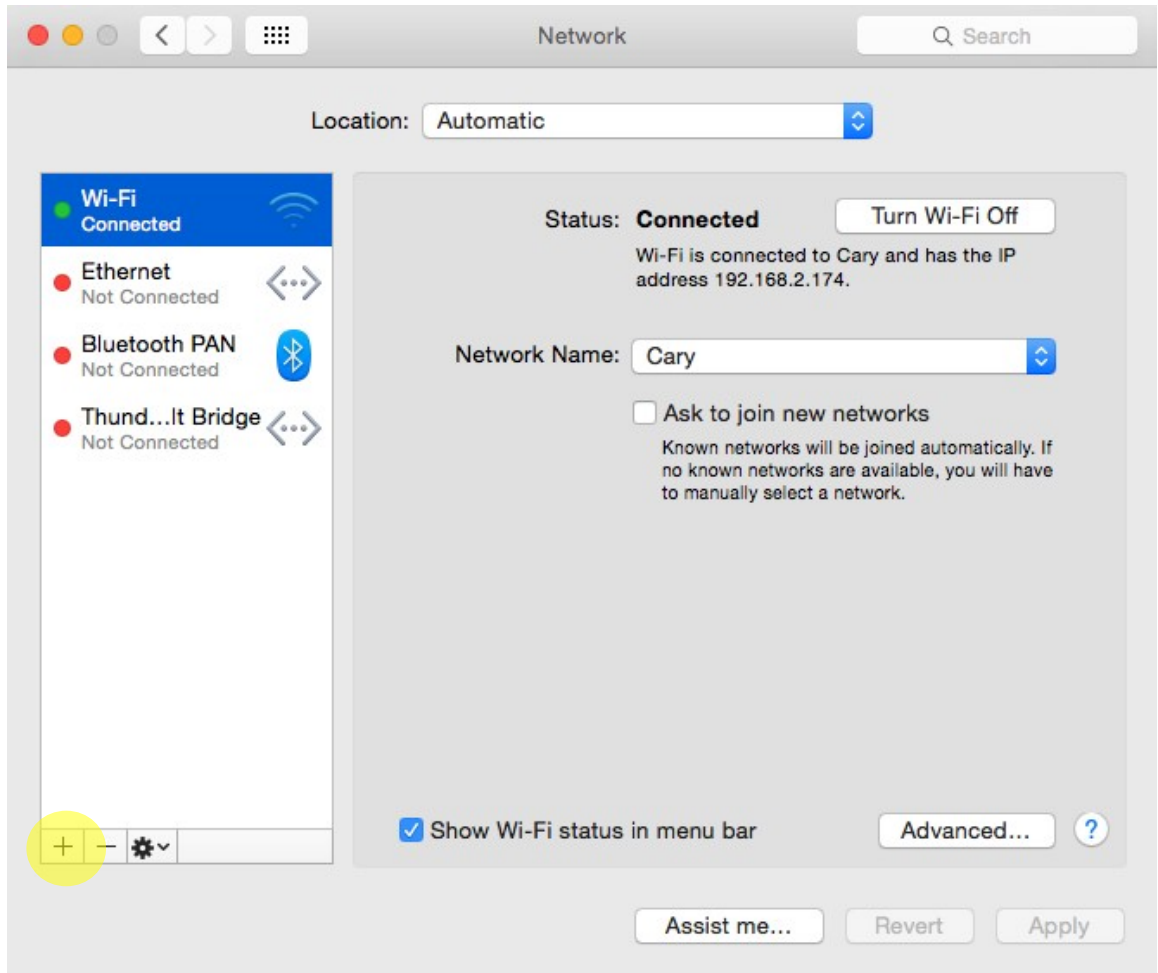 Network
Search
Location: Automatic
Wi-Fi
Connected
Ethernet
Not Connected
Bluetooth PAN
Not Connected
Thund...lt Bridge
Not Connected
Status: Connected Turn Wi-Fi Off
Wi-Fi is connected to Cary and has the IP
address 192.168.2.174.
Network Name: Cary
Ask to join new networks
Known networks will be joined automatically. If
no known networks are available, you will have
to manually select a network.
Show Wi-Fi status in menu bar Advanced... ?
Assist me... Revert Apply